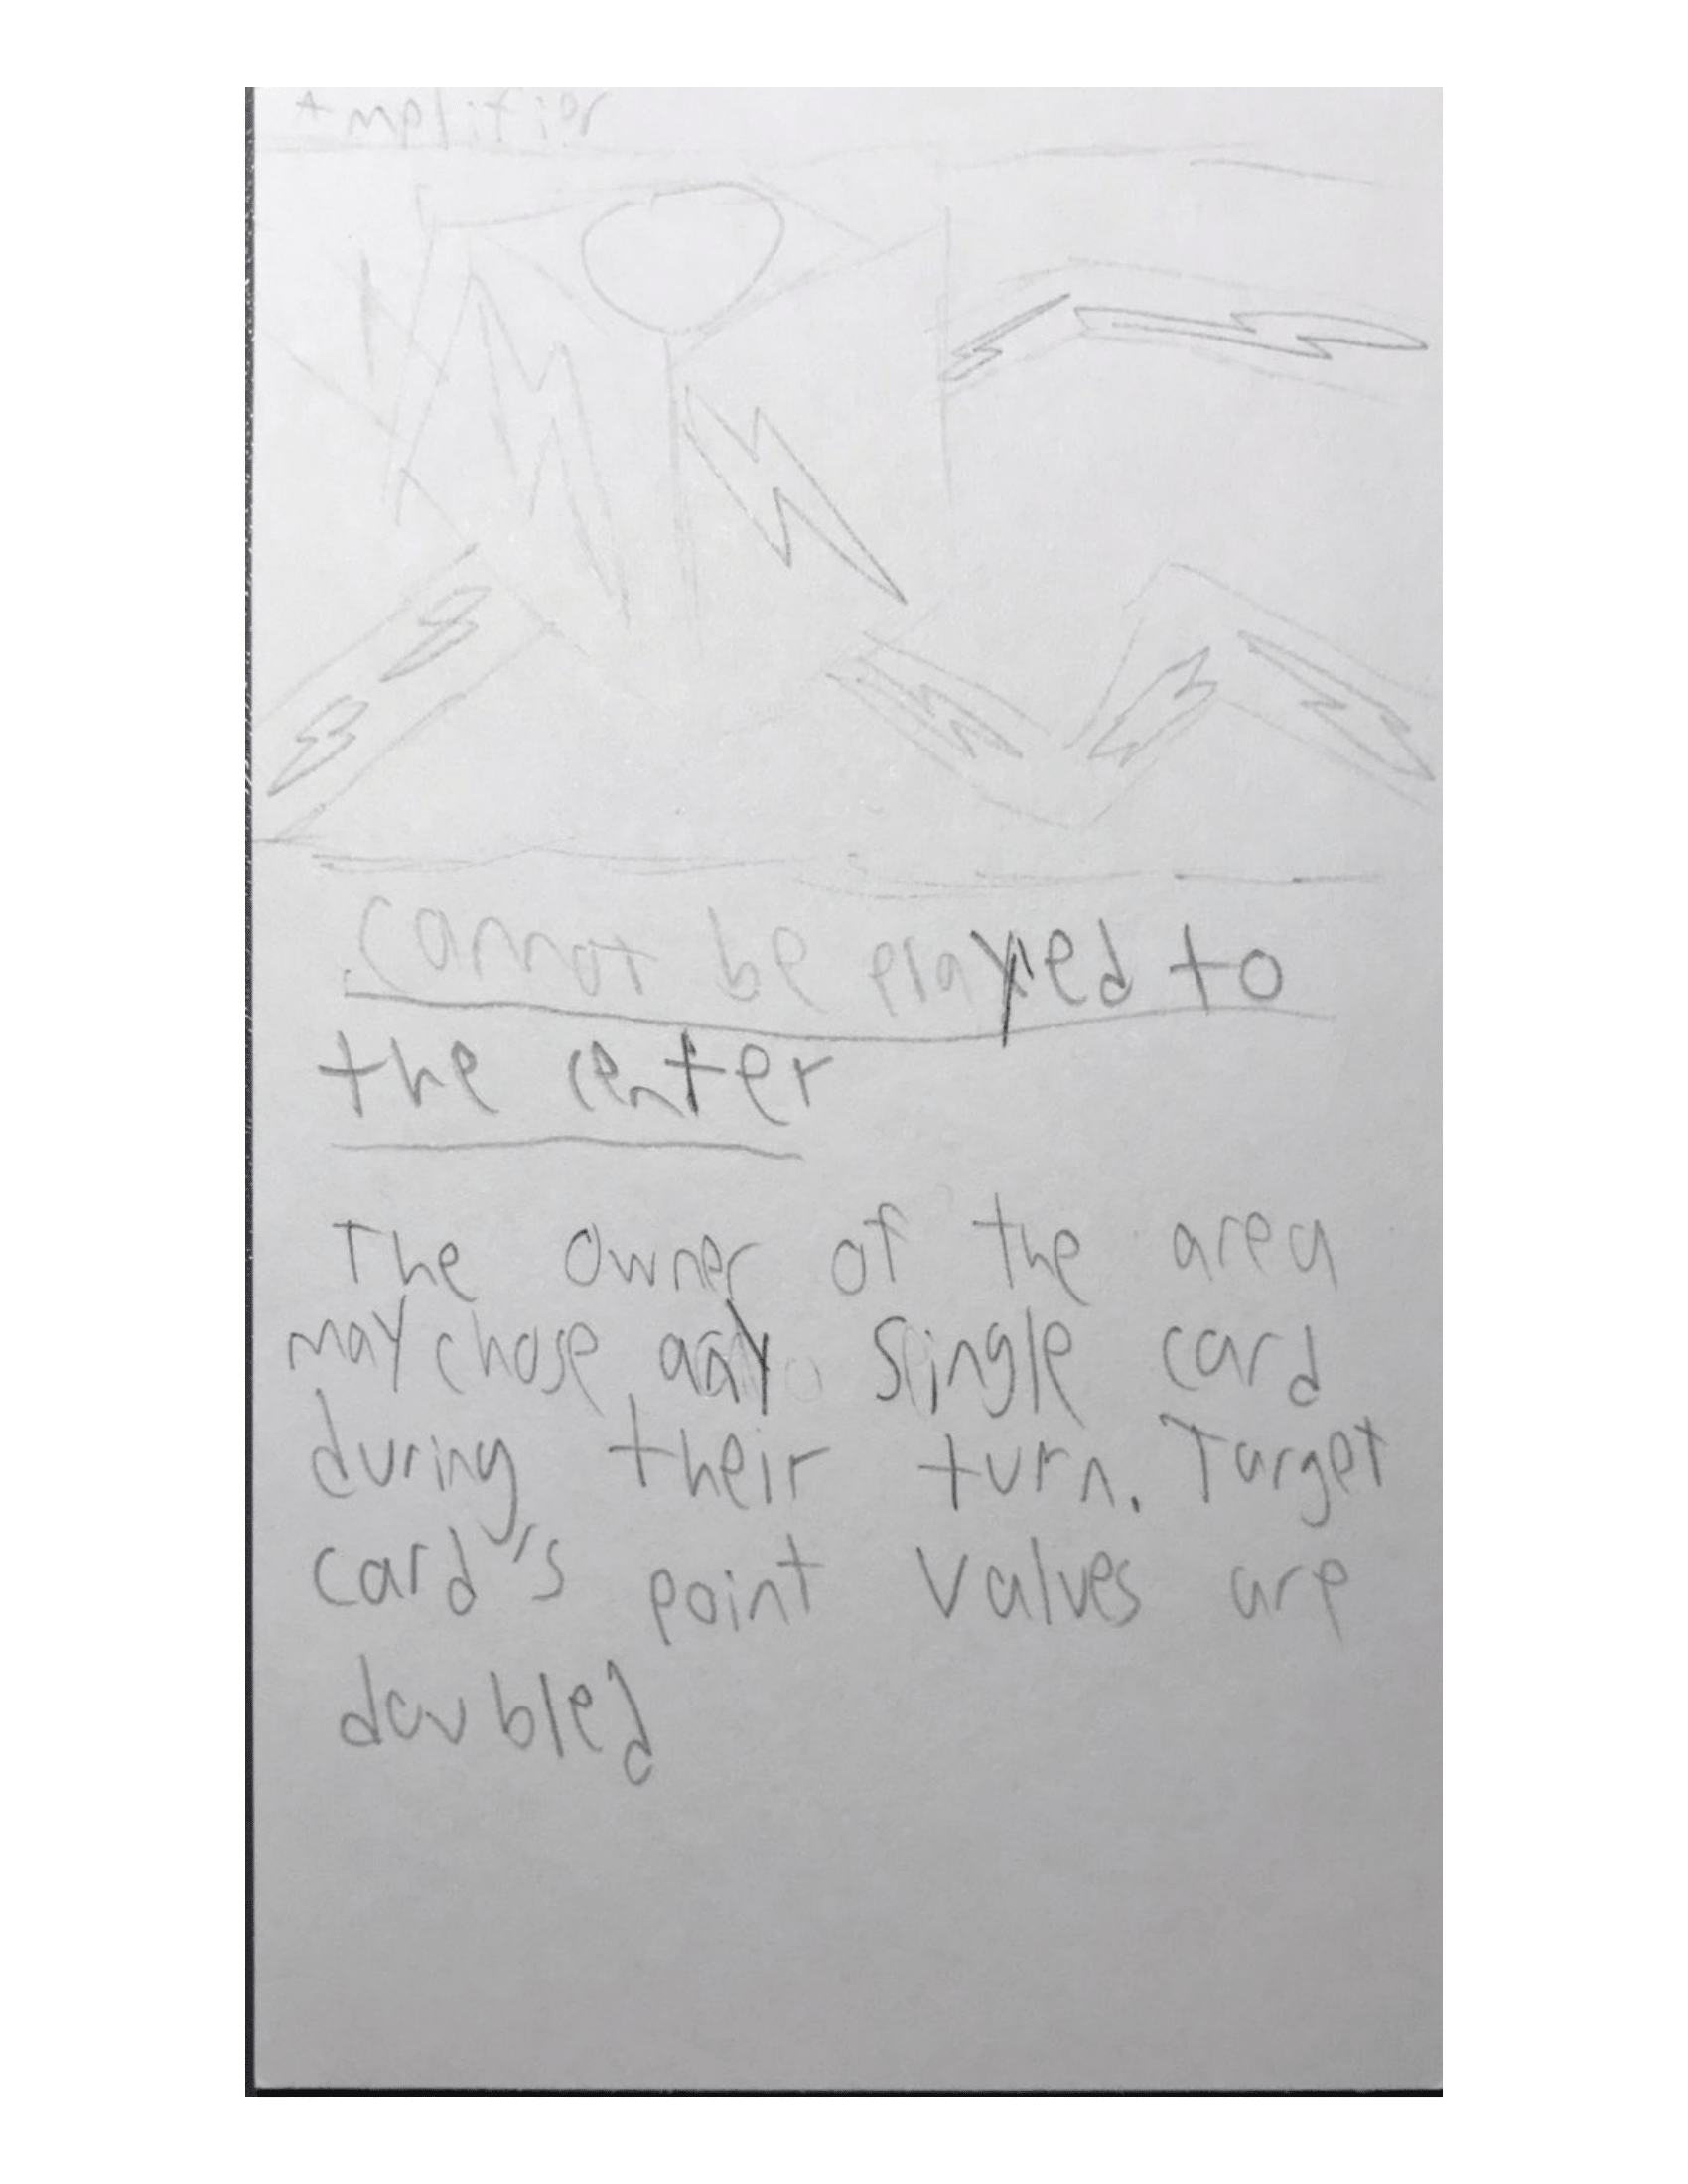 Amplifier
cannot be played to
the center
The owner of the area
may chose any single card
during their turn. Target
card's point values are
doubled